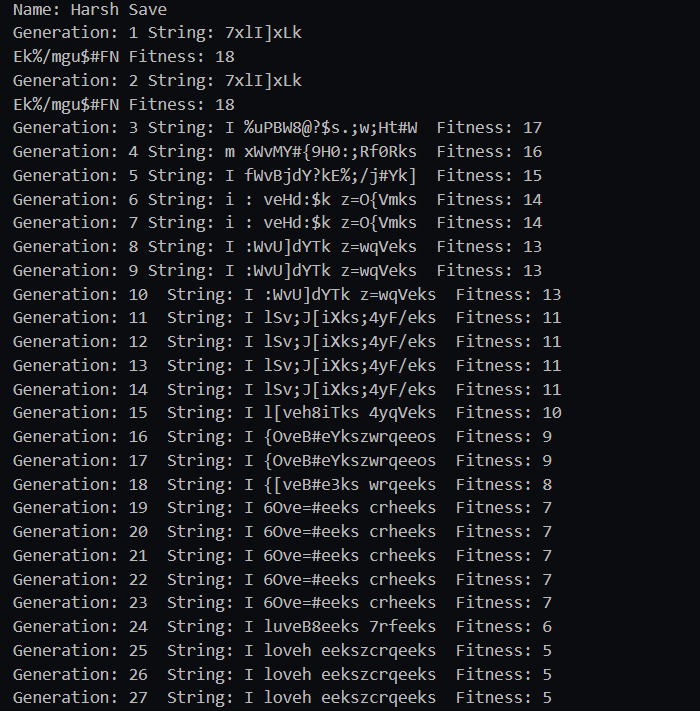 Name: Harsh Save
Generation: 1 String: 7xlI]xLk
Ek%/mgu$#FN Fitness: 18
Generation: 2 String: 7xlI]xLk
Ek%/mgu$#FN Fitness: 18
Generation: 3 String: I %uPBW8@?$s.;w;Ht#W  Fitness: 17
Generation: 4 String: m xWvMY#{9H0:;Rf0Rks  Fitness: 16
Generation: 5 String: I fWvBjdY?kE%;/j#Yk]  Fitness: 15
Generation: 6 String: i : veHd:$k z=O{Vmks  Fitness: 14
Generation: 7 String: i : veHd:$k z=O{Vmks  Fitness: 14
Generation: 8 String: I :WvU]dYTk z=wqVeks  Fitness: 13
Generation: 9 String: I :WvU]dYTk z=wqVeks  Fitness: 13
Generation: 10  String: I :WvU]dYTk z=wqVeks  Fitness: 13
Generation: 11  String: I lSv;J[iXks;4yF/eks  Fitness: 11
Generation: 12  String: I lSv;J[iXks;4yF/eks  Fitness: 11
Generation: 13  String: I lSv;J[iXks;4yF/eks  Fitness: 11
Generation: 14  String: I lSv;J[iXks;4yF/eks  Fitness: 11
Generation: 15  String: I l[veh8iTks 4yqVeks  Fitness: 10
Generation: 16  String: I {OveB#eYkszwrqeeos  Fitness: 9
Generation: 17  String: I {OveB#eYkszwrqeeos  Fitness: 9
Generation: 18  String: I {[veB#e3ks wrqeeks  Fitness: 8
Generation: 19  String: I 6Ove=#eeks crheeks  Fitness: 7
Generation: 20  String: I 6Ove=#eeks crheeks  Fitness: 7
Generation: 21  String: I 6Ove=#eeks crheeks  Fitness: 7
Generation: 22  String: I 6Ove=#eeks crheeks  Fitness: 7
Generation: 23  String: I 6Ove=#eeks crheeks  Fitness: 7
Generation: 24  String: I luveB8eeks 7rfeeks  Fitness: 6
Generation: 25  String: I loveh eekszcrqeeks  Fitness: 5
Generation: 26  String: I loveh eekszcrqeeks  Fitness: 5
Generation: 27  String: I loveh eekszcrqeeks  Fitness: 5